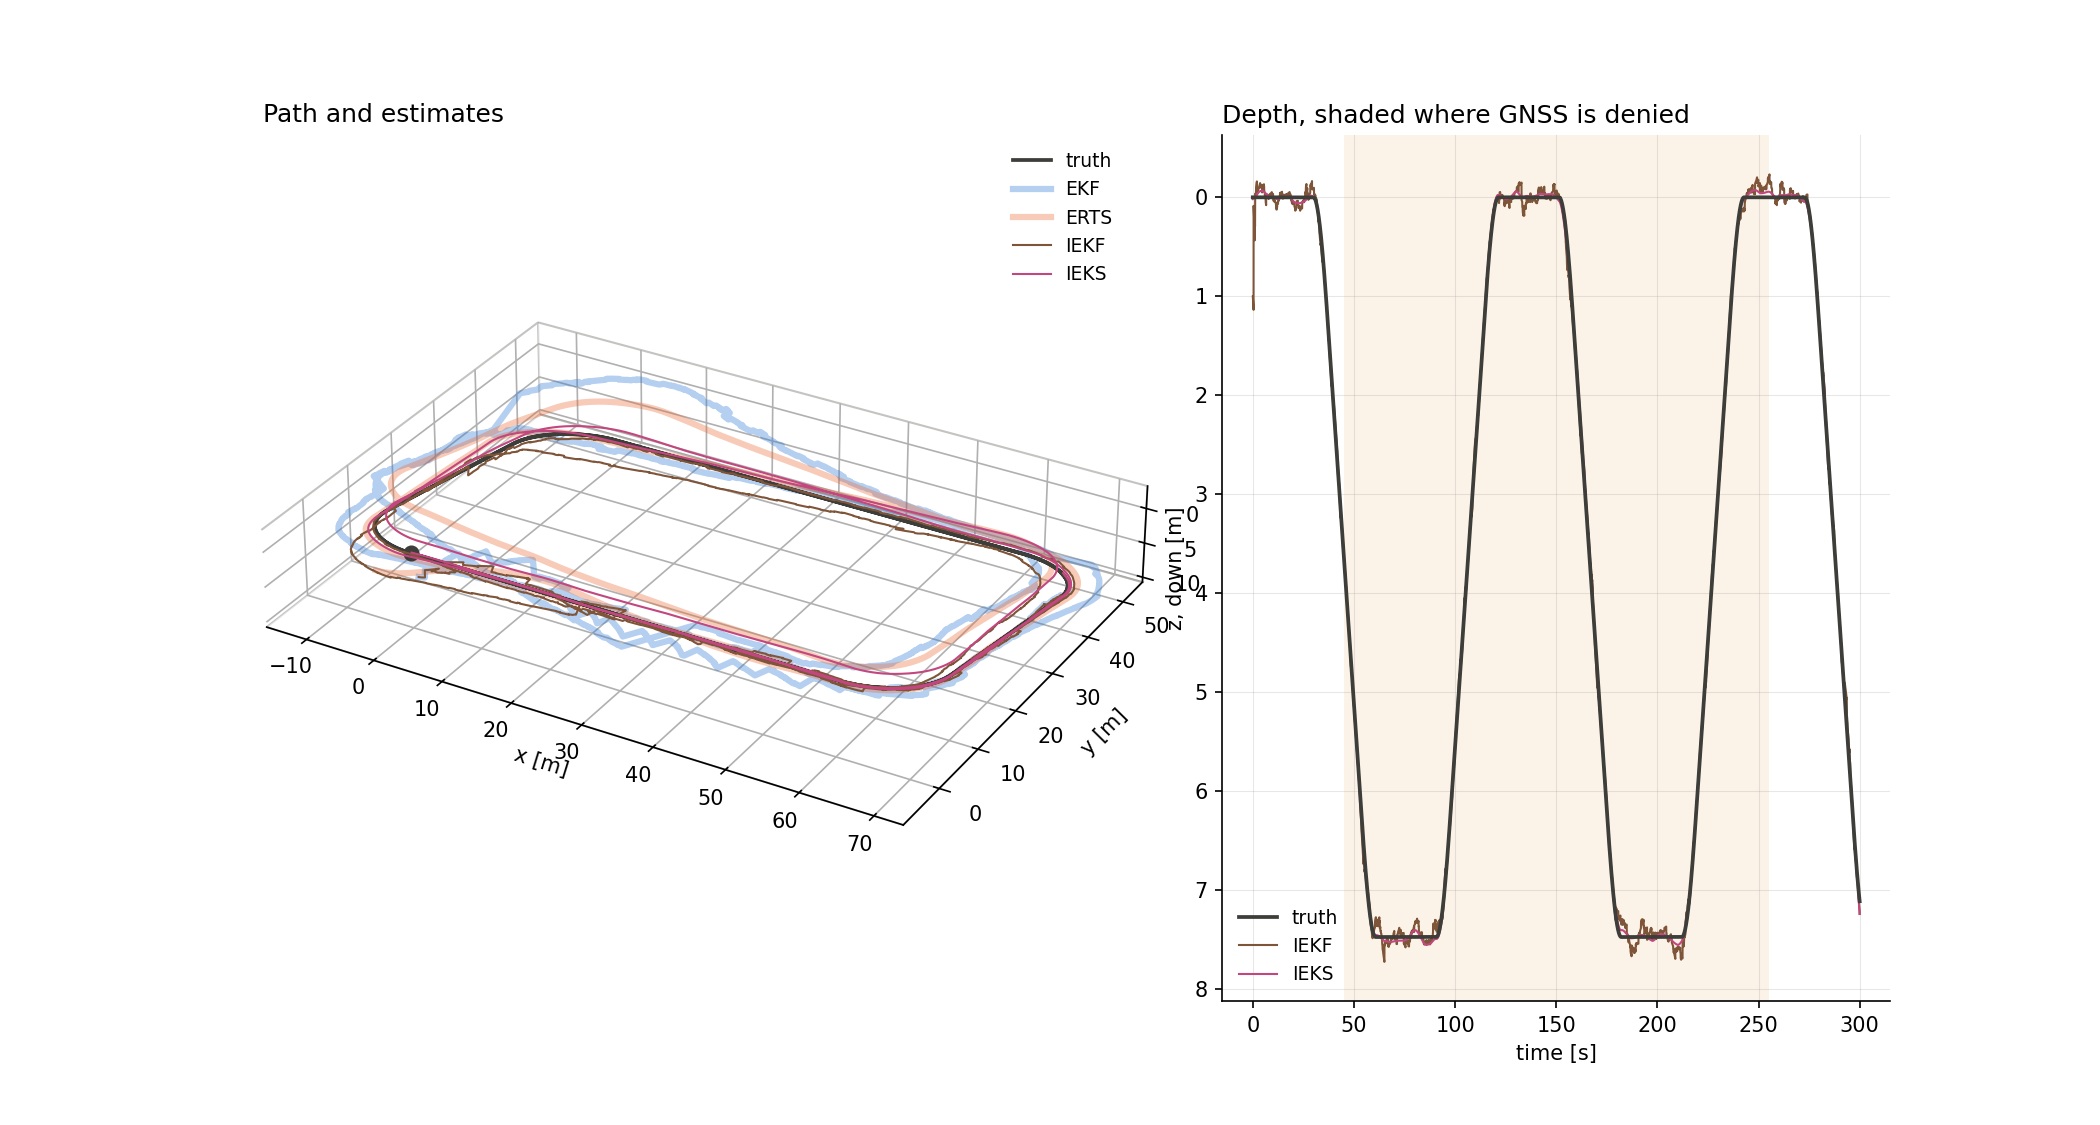 Path and estimates
truth
EKF
ERTS
IEKF
IEKS
−10
0
10
20
30
40
50
60
70
x [m]
0
10
20
30
40
50
y [m]
0
5
10
z, down [m]
Depth, shaded where GNSS is denied
0
1
2
3
4
5
6
7
8
truth
IEKF
IEKS
0
50
100
150
200
250
300
time [s]